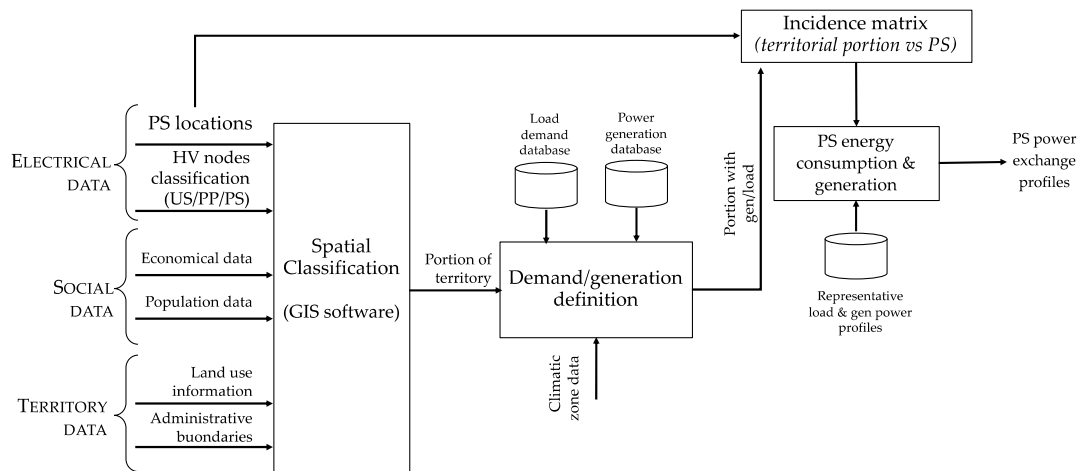 Incidence matrix
(territorial portion vs PS)
PS locations
HV nodes
classification
(US/PP/PS)
ELECTRICAL
DATA
Economical data
Population data
SOCIAL
DATA
Land use
information
Administrative
buondaries
TERRITORY
DATA
Spatial
Classification
(GIS software)
Portion of
territory
Load
demand
database
Power
generation
database
Demand/generation
definition
Climatic
zone data
Portion with
gen/load
PS energy
consumption &
generation
Representative
load & gen power
profiles
PS power
exchange
profiles